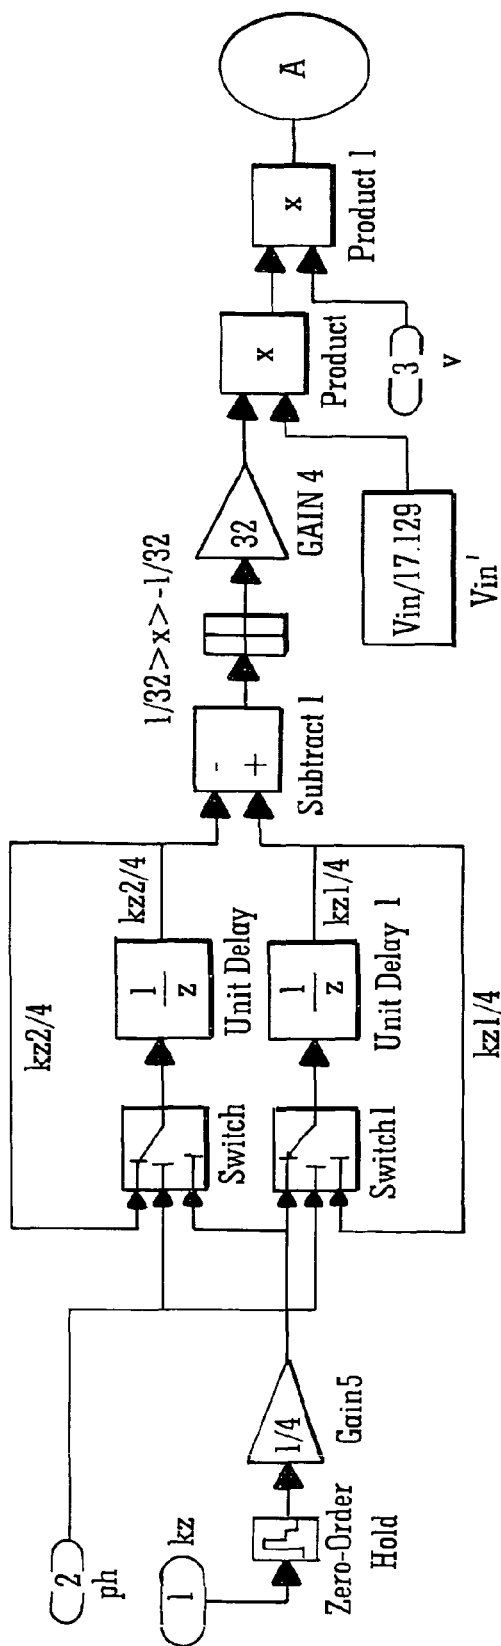 2
ph
1
kz
Zero-Order
Hold
1/4
Gain5
kz2/4
Switch
Switch1
kz1/4
1
z
Unit Delay
kz2/4
1
z
Unit Delay 1
kz1/4
-
+
Subtract 1
1/32>x>-1/32
32
GAIN 4
Vin/17.129
Vin'
x
Product
3
v
x
Product 1
A